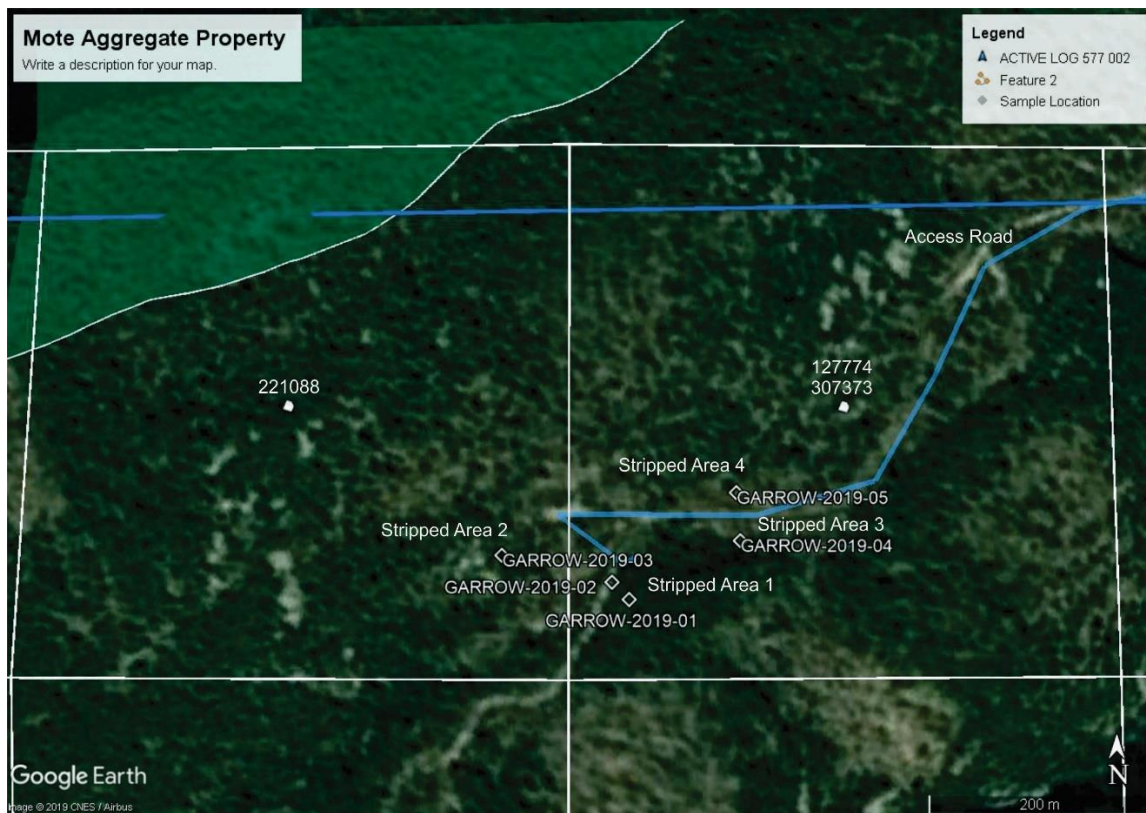 Mote Aggregate Property
Write a description for your map.
Legend
ACTIVE LOG 577 002
Feature 2
Sample Location
Access Road
221088
127774
307373
Stripped Area 4
GARROW-2019-05
Stripped Area 3
GARROW-2019-04
Stripped Area 2
GARROW-2019-03
GARROW-2019-02
Stripped Area 1
GARROW-2019-01
Google Earth
Image © 2019 CNES / Airbus
N
200 m